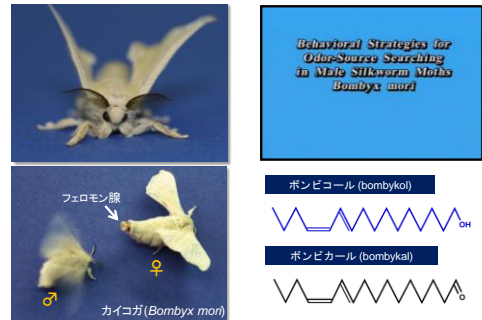 Behavioral Strategies for
Odor-Source Searching
in Male Silkworm Moths
Bombyx mori
フェロモン腺
♀
♂
カイコガ(Bombyx mori)
ボンビコール (bombykol)
OH
ボンビカール (bombykal)
O